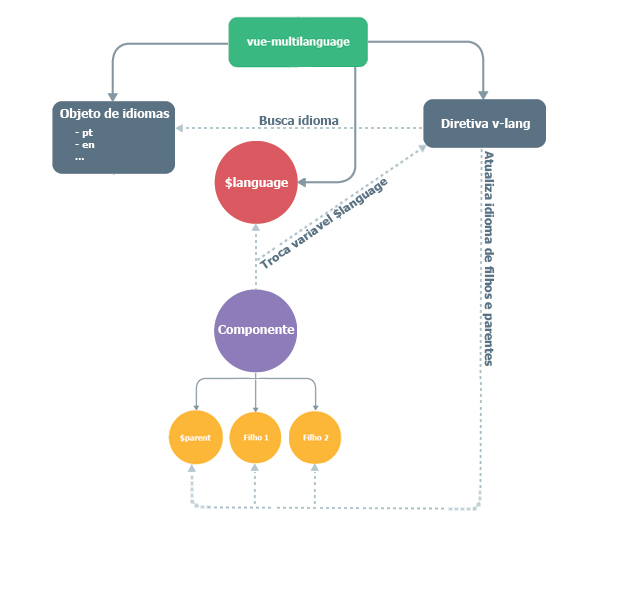 vue-multilanguage
Objeto de idiomas
- pt
- en
...
Busca idioma
Diretiva v-lang
$language
Troca variavel $language
Atualiza idioma de filhos e parentes
Componente
$parent
Filho 1
Filho 2